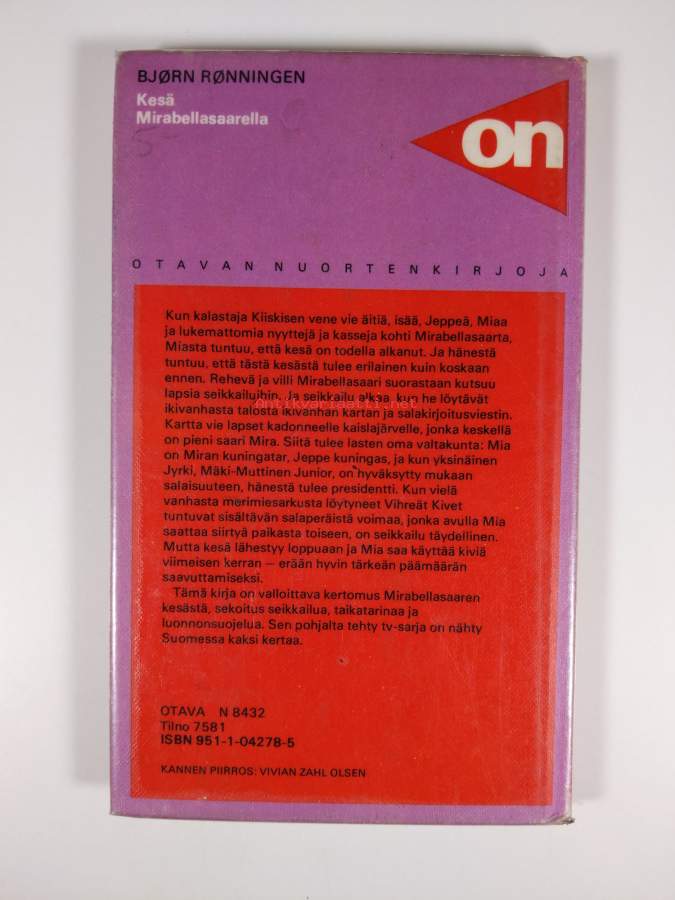 BJØRN RØNNINGEN
Kesä
Mirabellasaarella
5-
on
OTAVAN NUORTENKIRJOJA
Kun kalastaja Kiiskisen vene vie äitiä, isää, Jeppeä, Miaa
ja lukemattomia nyyttejä ja kasseja kohti Mirabellasaarta,
Miasta tuntuu, että kesä on todella alkanut. Ja hänestä
tuntuu, että tästä kesästä tulee erilainen kuin koskaan
ennen. Rehevä ja villi Mirabellasaari suorastaan kutsuu
lapsia seikkailuihin. Ja seikkailu alkaa, kun he löytävät
ikivanhasta talosta ikivanhan kartan ja salakirjoitusviestin.
Kartta vie lapset kadonneelle kaislajärvelle, jonka keskellä
on pieni saari Mira. Siitä tulee lasten oma valtakunta: Mia
on Miran kuningatar, Jeppe kuningas, ja kun yksinäinen
Jyrki, Mäki-Muttinen Junior, on hyväksytty mukaan
salaisuuteen, hänestä tulee presidentti. Kun vielä
vanhasta merimiesarkusta löytyneet Vihreät Kivet
tuntuvat sisältävän salaperäistä voimaa, jonka avulla Mia
saattaa siirtyä paikasta toiseen, on seikkailu täydellinen.
Mutta kesä lähestyy loppuaan ja Mia saa käyttää kiviä
viimeisen kerran – erään hyvin tärkeän päämäärän
saavuttamiseksi.
Tämä kirja on valloittava kertomus Mirabellasaaren
kesästä, sekoitus seikkailua, taikatarinaa ja
luonnonsuojelua. Sen pohjalta tehty tv-sarja on nähty
Suomessa kaksi kertaa.
antikvariaatti.net
OTAVA N 8432
Tilno 7581
ISBN 951-1-04278-5
KANNEN PIIRROS: VIVIAN ZAHL OLSEN